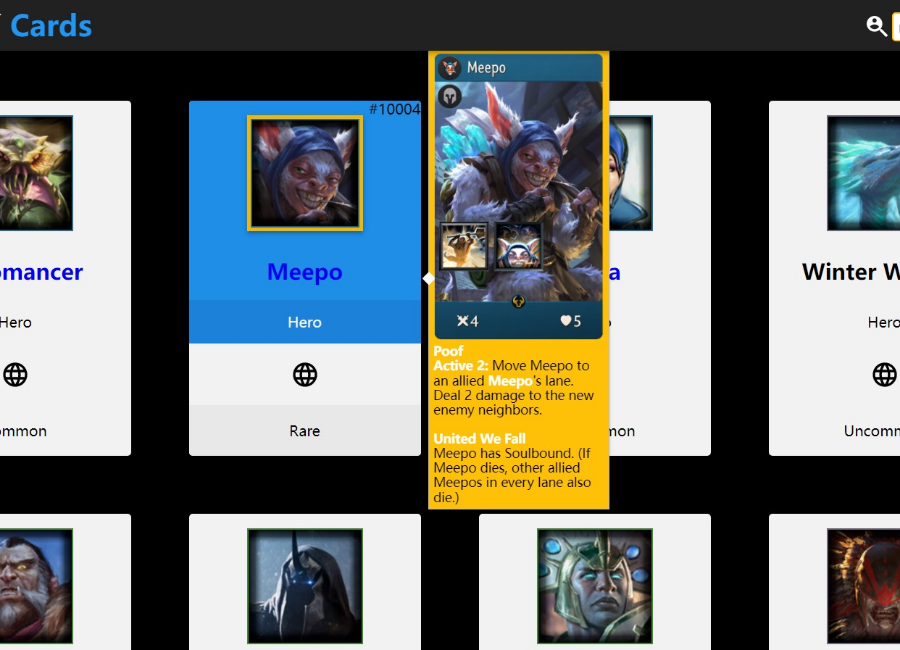 Cards
#10004
Meepo
4
5
Meepo
Hero
Rare
Poof
Active 2: Move Meepo to
an allied Meepo's lane.
Deal 2 damage to the new
enemy neighbors.
United We Fall
Meepo has Soulbound. (If
Meepo dies, other allied
Meepos in every lane also
die.)
omancer
Hero
mmon
a
mon
Winter W
Hero
Uncomm